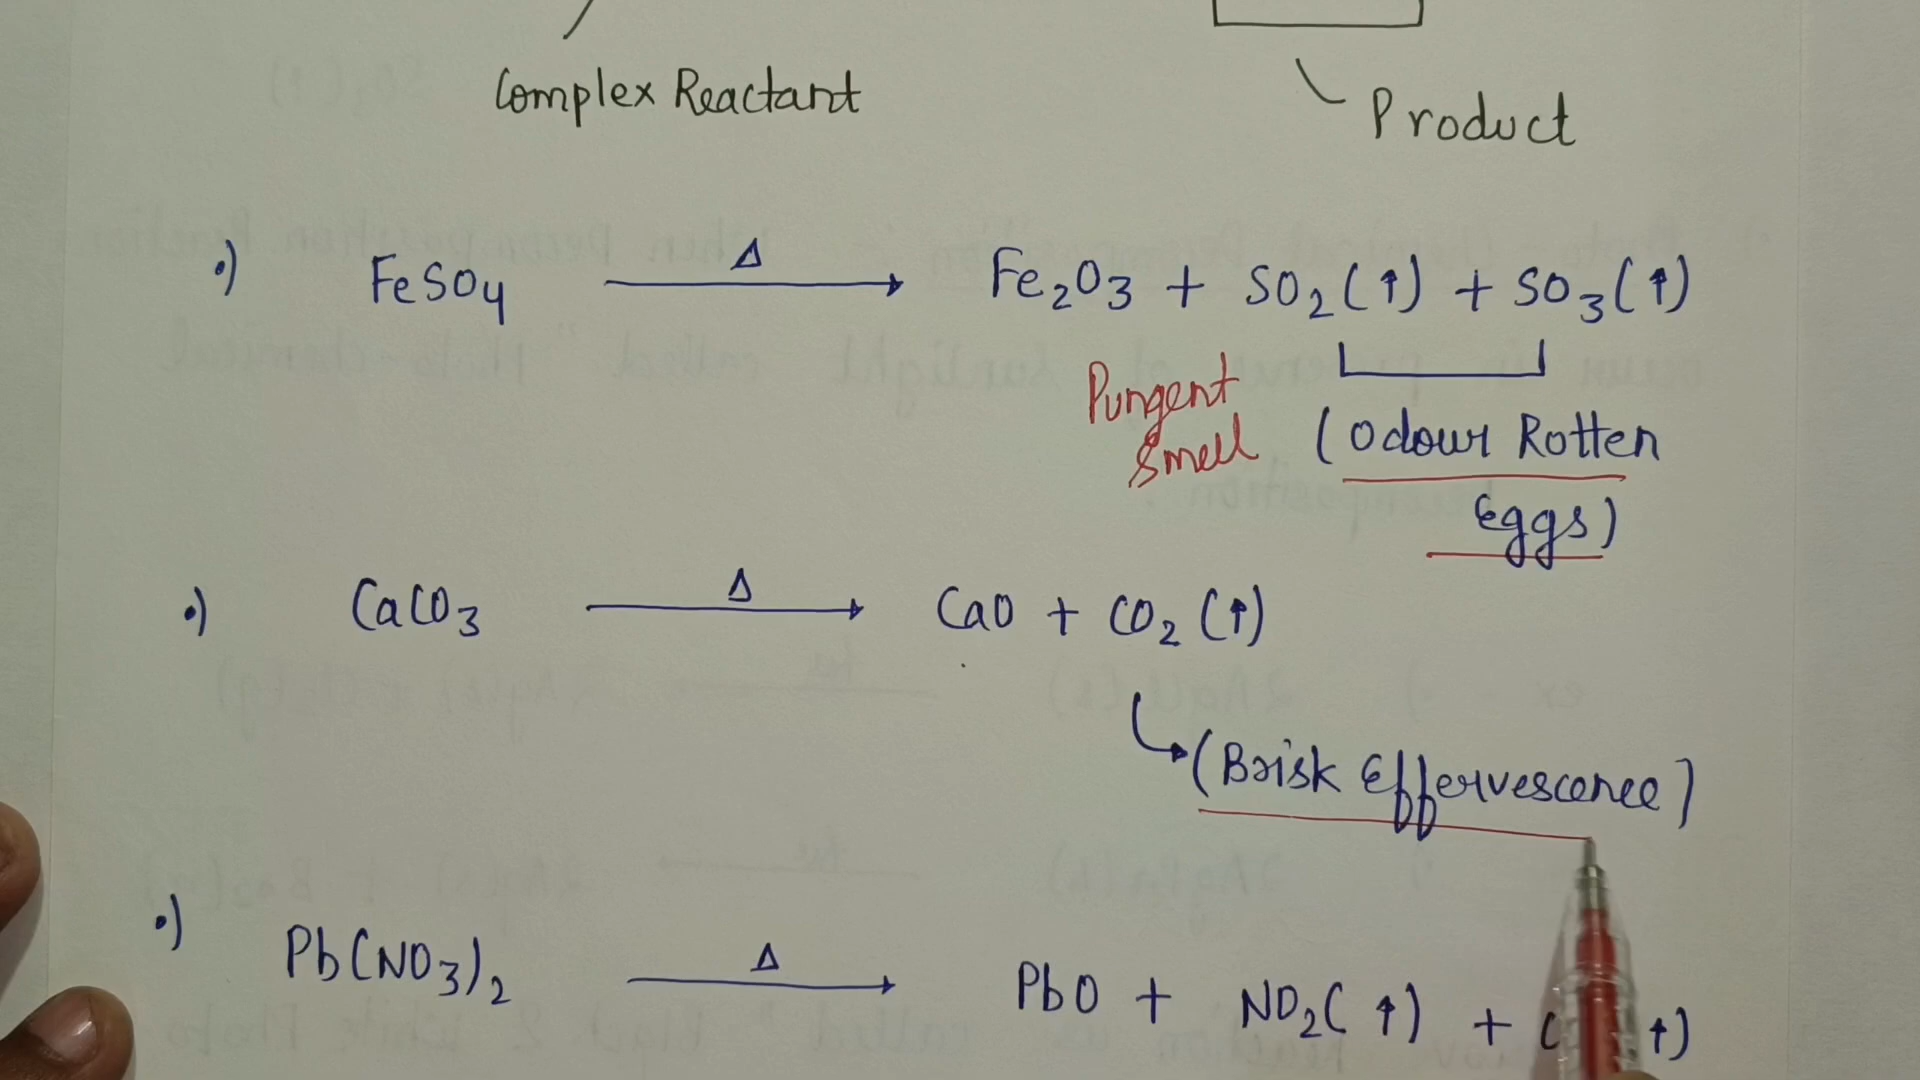 Complex Reactant
Product
•) FeSO4 Δ→ Fe2O3 + SO2(↑) + SO3(↑)
Pungent
Smell
(Odour Rotten
Eggs)
•) CaCO3 Δ→ CaO + CO2(↑)
(Brisk Effervescence)
•) Pb(NO3)2 Δ→ PbO + NO2(↑) + ↑)